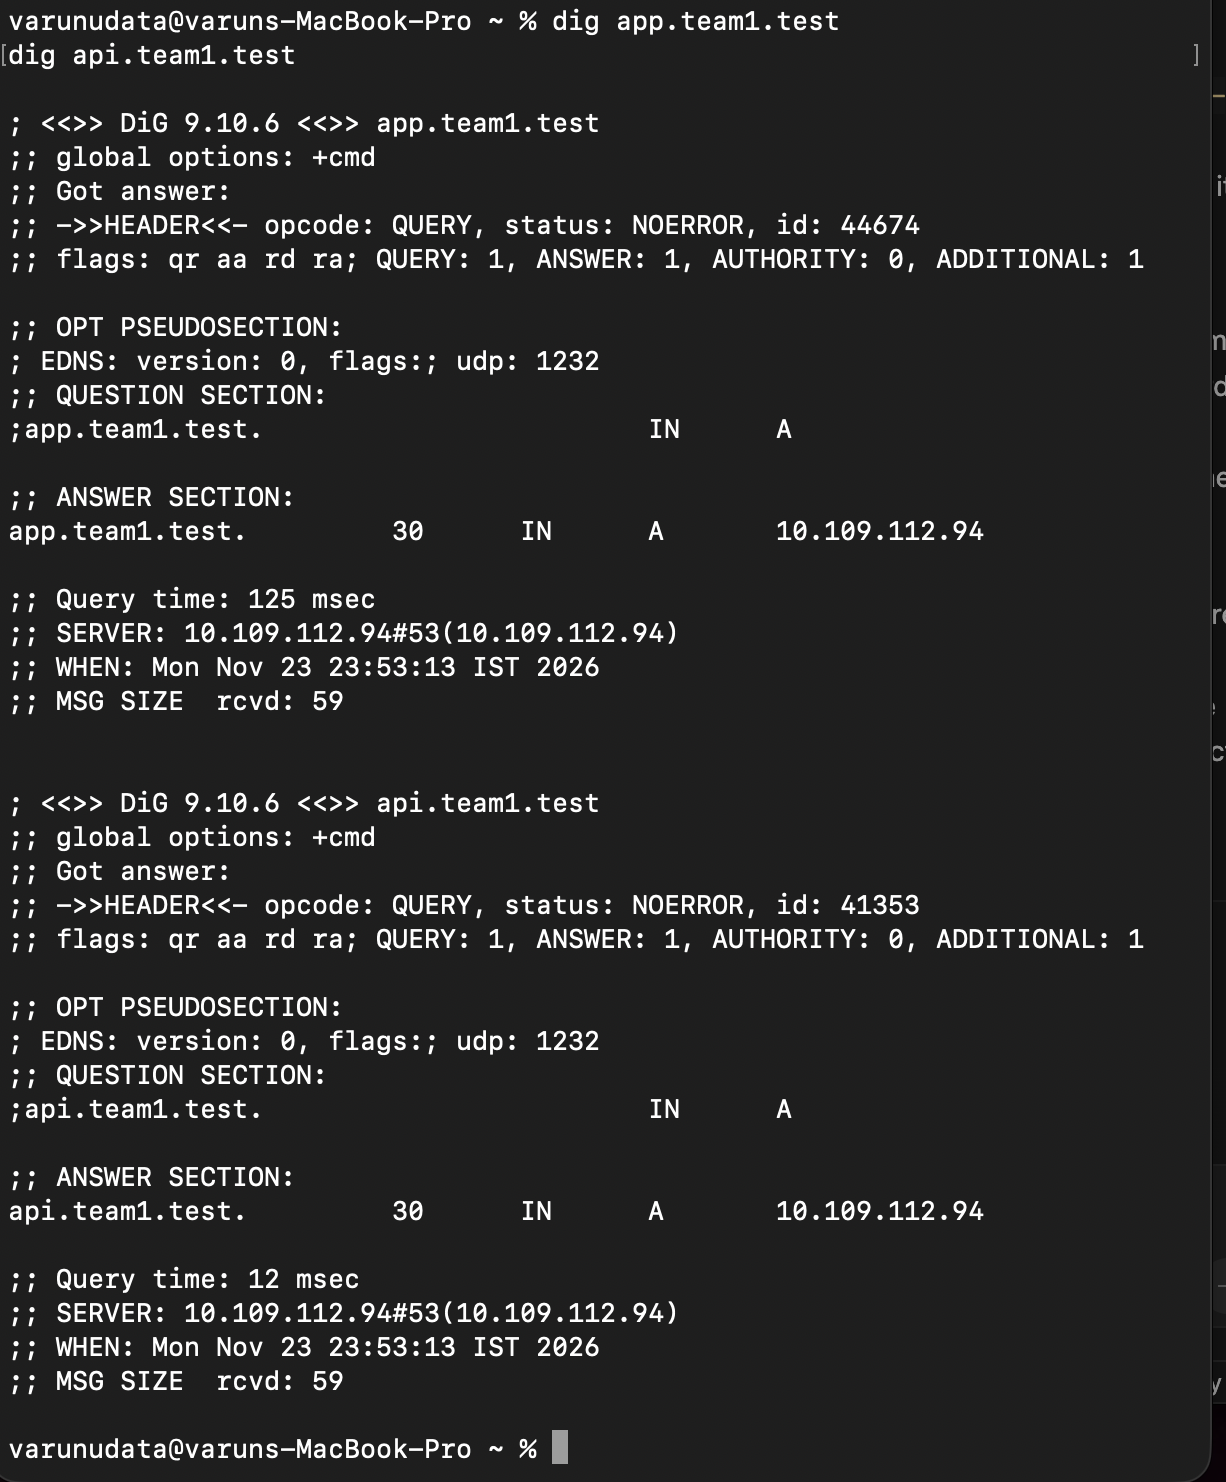 varunudata@varuns-MacBook-Pro ~ % dig app.team1.test
[dig api.team1.test ]
; <<>> DiG 9.10.6 <<>> app.team1.test
;; global options: +cmd
;; Got answer:
;; ->>HEADER<<- opcode: QUERY, status: NOERROR, id: 44674
;; flags: qr aa rd ra; QUERY: 1, ANSWER: 1, AUTHORITY: 0, ADDITIONAL: 1
;; OPT PSEUDOSECTION:
; EDNS: version: 0, flags:; udp: 1232
;; QUESTION SECTION:
;app.team1.test. IN A
;; ANSWER SECTION:
app.team1.test. 30 IN A 10.109.112.94
;; Query time: 125 msec
;; SERVER: 10.109.112.94#53(10.109.112.94)
;; WHEN: Mon Nov 23 23:53:13 IST 2026
;; MSG SIZE  rcvd: 59
; <<>> DiG 9.10.6 <<>> api.team1.test
;; global options: +cmd
;; Got answer:
;; ->>HEADER<<- opcode: QUERY, status: NOERROR, id: 41353
;; flags: qr aa rd ra; QUERY: 1, ANSWER: 1, AUTHORITY: 0, ADDITIONAL: 1
;; OPT PSEUDOSECTION:
; EDNS: version: 0, flags:; udp: 1232
;; QUESTION SECTION:
;api.team1.test. IN A
;; ANSWER SECTION:
api.team1.test. 30 IN A 10.109.112.94
;; Query time: 12 msec
;; SERVER: 10.109.112.94#53(10.109.112.94)
;; WHEN: Mon Nov 23 23:53:13 IST 2026
;; MSG SIZE  rcvd: 59
varunudata@varuns-MacBook-Pro ~ %